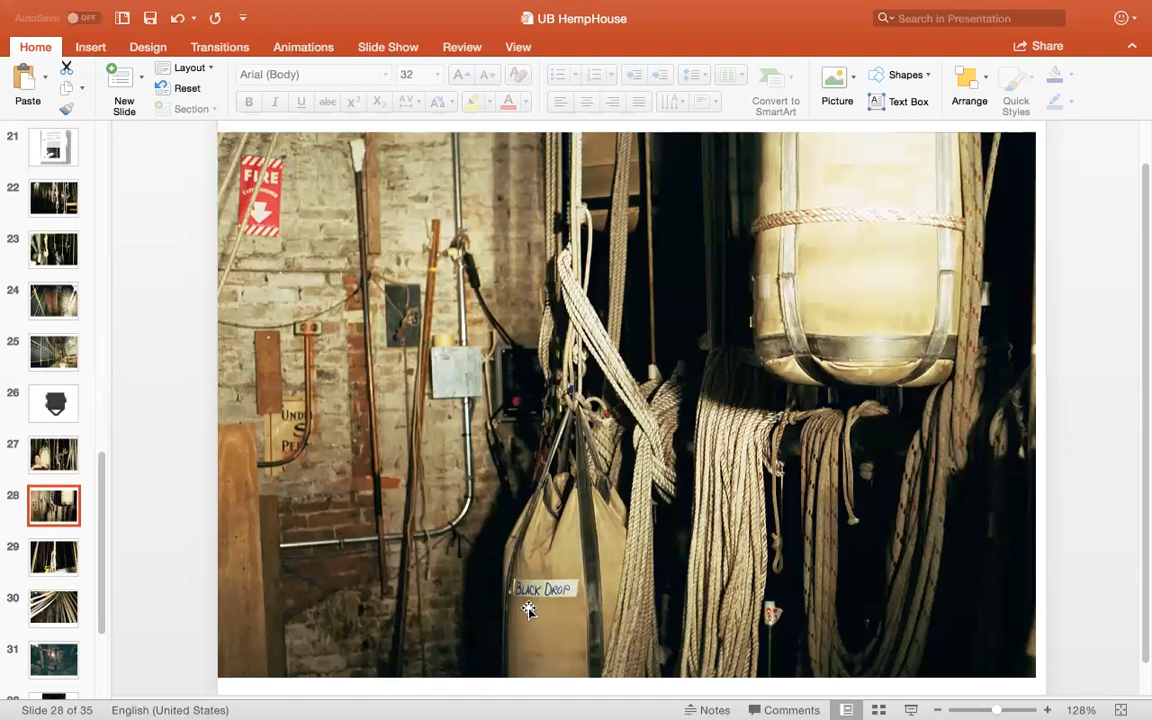 AutoSave OFF
UB HempHouse
Search in Presentation
Home Insert Design Transitions Animations Slide Show Review View
Share
Paste
New Slide
Layout
Reset
Section
Arial (Body) 32
Convert to SmartArt
Picture
Shapes
Text Box
Arrange
Quick Styles
21
22
23
24
25
26
27
28
29
30
31
FIRE
BLACK DROP
Slide 28 of 35 English (United States)
Notes Comments 128%